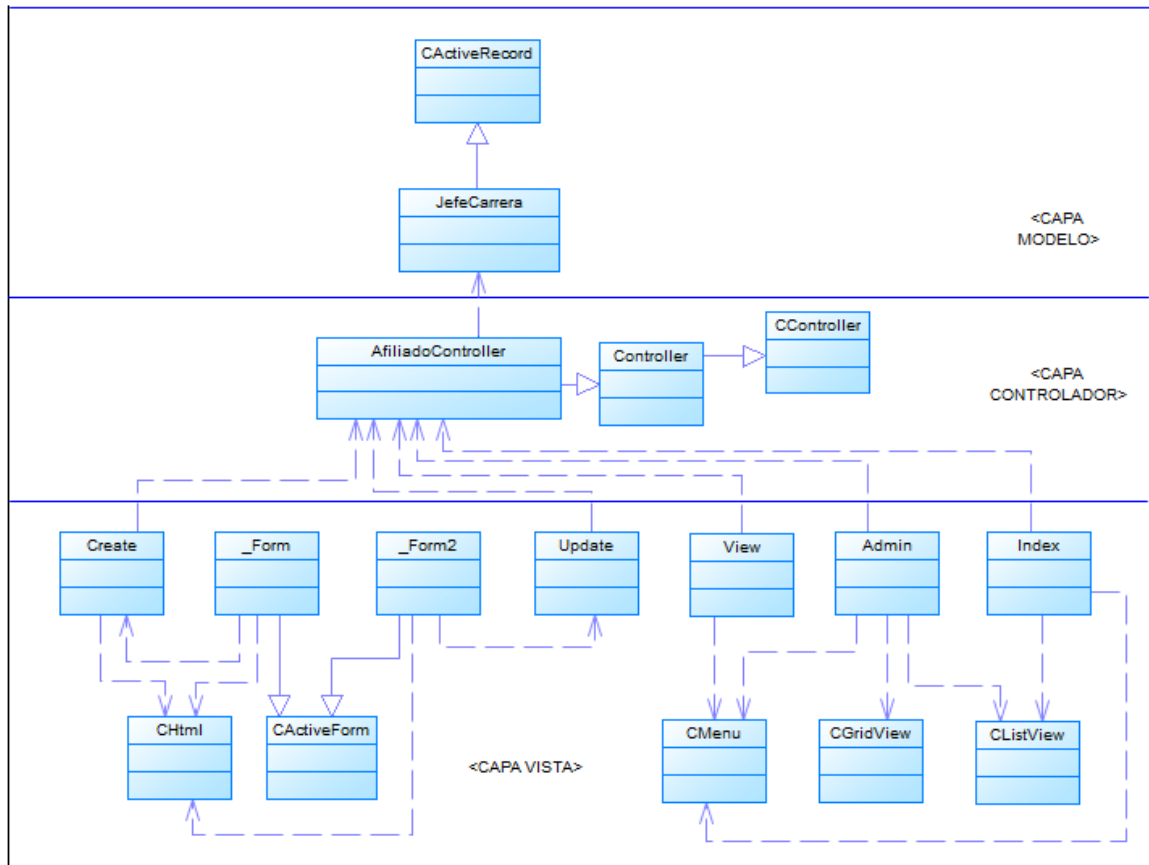 CActiveRecord
JefeCarrera
<CAPA
MODELO>
AfiliadoController
Controller
CController
<CAPA
CONTROLADOR>
Create
_Form
_Form2
Update
View
Admin
Index
CHtml
CActiveForm
<CAPA VISTA>
CMenu
CGridView
CListView